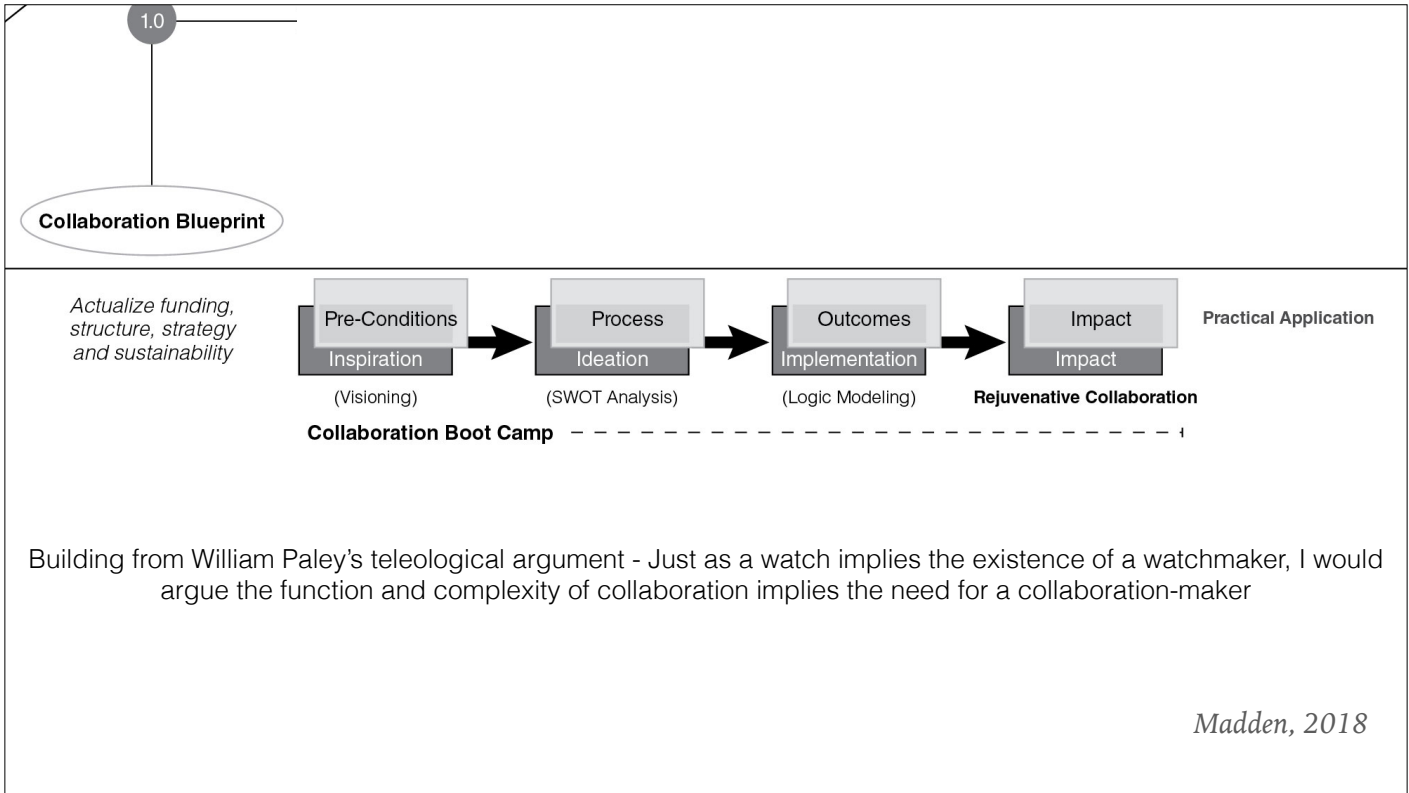 1.0
Collaboration Blueprint
Actualize funding,
structure, strategy
and sustainability
Pre-Conditions
Inspiration
(Visioning)
Process
Ideation
(SWOT Analysis)
Outcomes
Implementation
(Logic Modeling)
Impact
Impact
Rejuvenative Collaboration
Practical Application
Collaboration Boot Camp
Building from William Paley’s teleological argument - Just as a watch implies the existence of a watchmaker, I would
argue the function and complexity of collaboration implies the need for a collaboration-maker
Madden, 2018